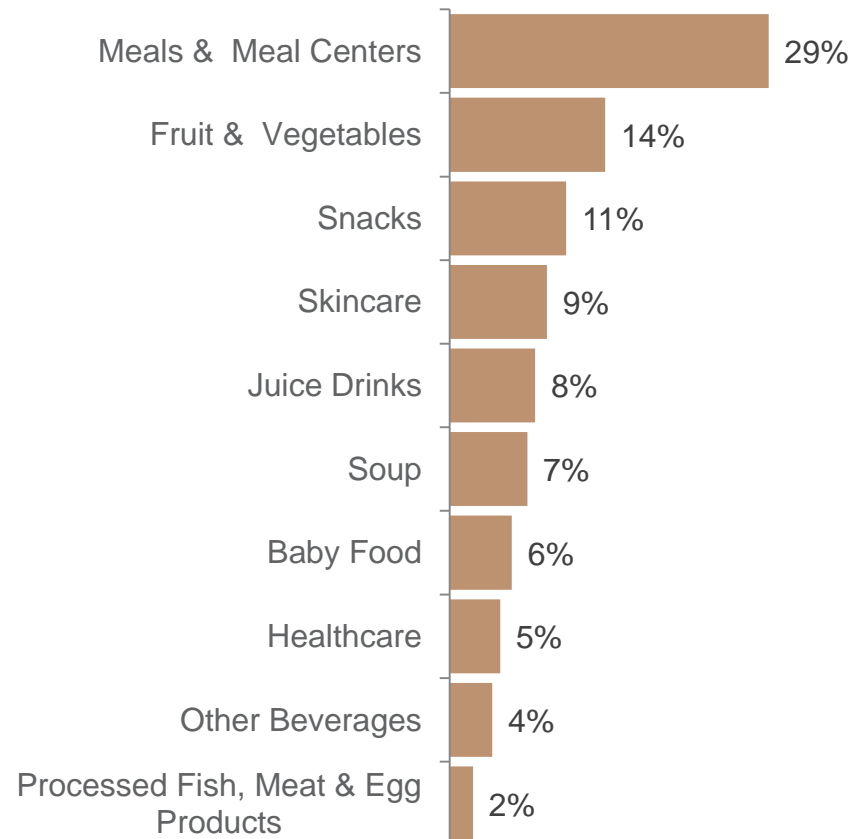 Meals & Meal Centers 29%
Fruit & Vegetables 14%
Snacks 11%
Skincare 9%
Juice Drinks 8%
Soup 7%
Baby Food 6%
Healthcare 5%
Other Beverages 4%
Processed Fish, Meat & Egg
Products 2%